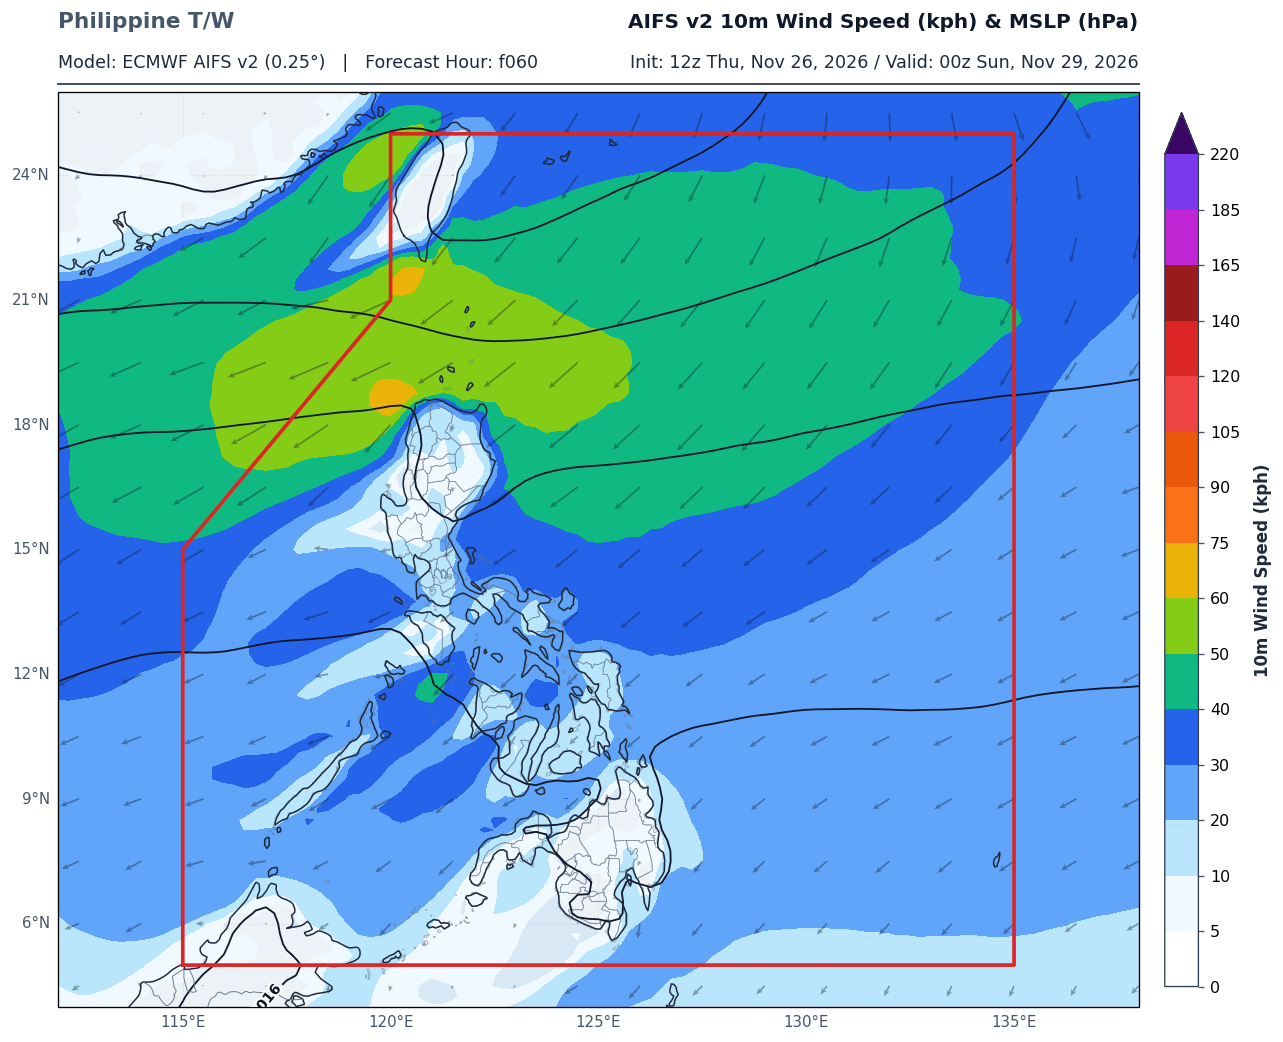 Philippine T/W
AIFS v2 10m Wind Speed (kph) & MSLP (hPa)
Model: ECMWF AIFS v2 (0.25°) | Forecast Hour: f060
Init: 12z Thu, Nov 26, 2026 / Valid: 00z Sun, Nov 29, 2026
24°N
21°N
18°N
15°N
12°N
9°N
6°N
115°E
120°E
125°E
130°E
135°E
016
220
185
165
140
120
105
90
75
60
50
40
30
20
10
5
0
10m Wind Speed (kph)